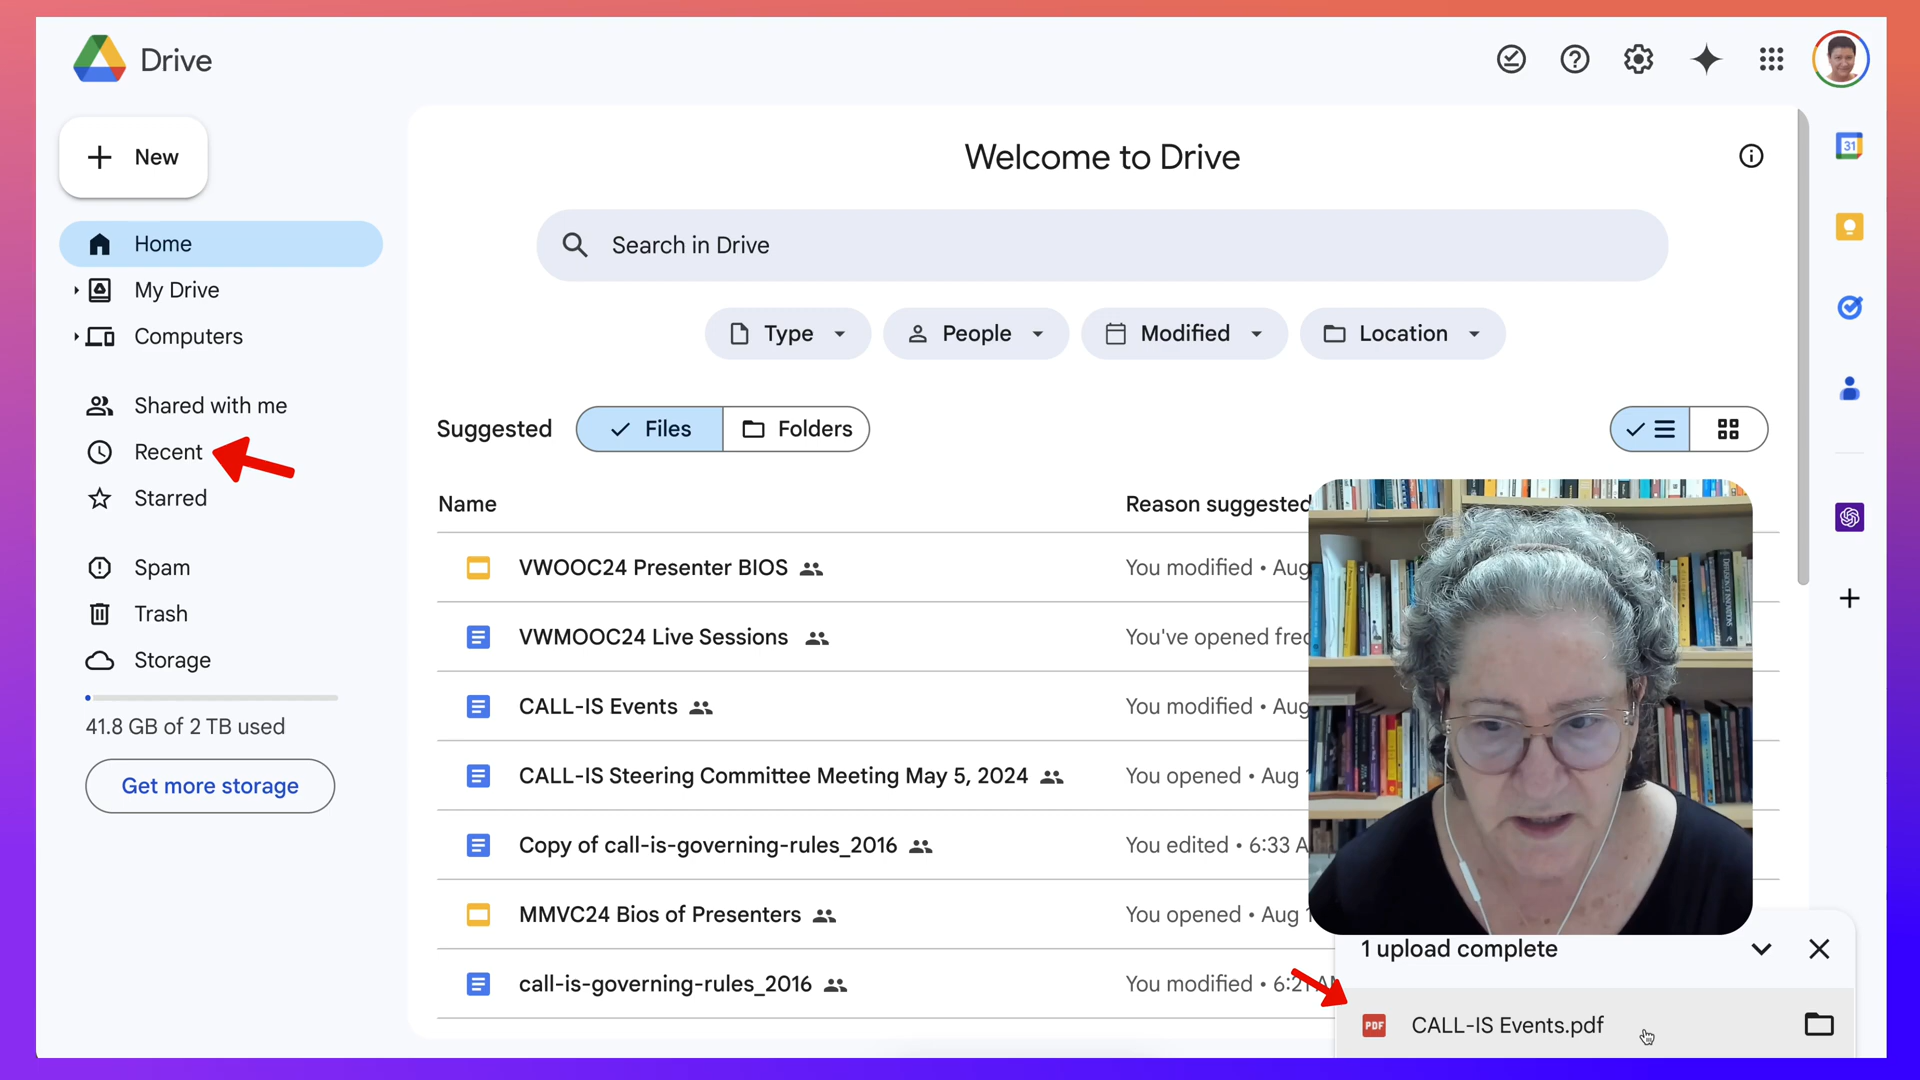 Drive
New
Home
My Drive
Computers
Shared with me
Recent
Starred
Spam
Trash
Storage
41.8 GB of 2 TB used
Get more storage
Welcome to Drive
Search in Drive
Type
People
Modified
Location
Suggested
Files
Folders
Name
Reason suggested
VWOOC24 Presenter BIOS
You modified • Aug
VWMOOC24 Live Sessions
You've opened
CALL-IS Events
You modified • Aug
CALL-IS Steering Committee Meeting May 5, 2024
You opened • Aug
Copy of call-is-governing-rules_2016
You edited • 6:33
MMVC24 Bios of Presenters
You opened • Aug
call-is-governing-rules_2016
You modified •
31
1 upload complete
PDF
CALL-IS Events.pdf